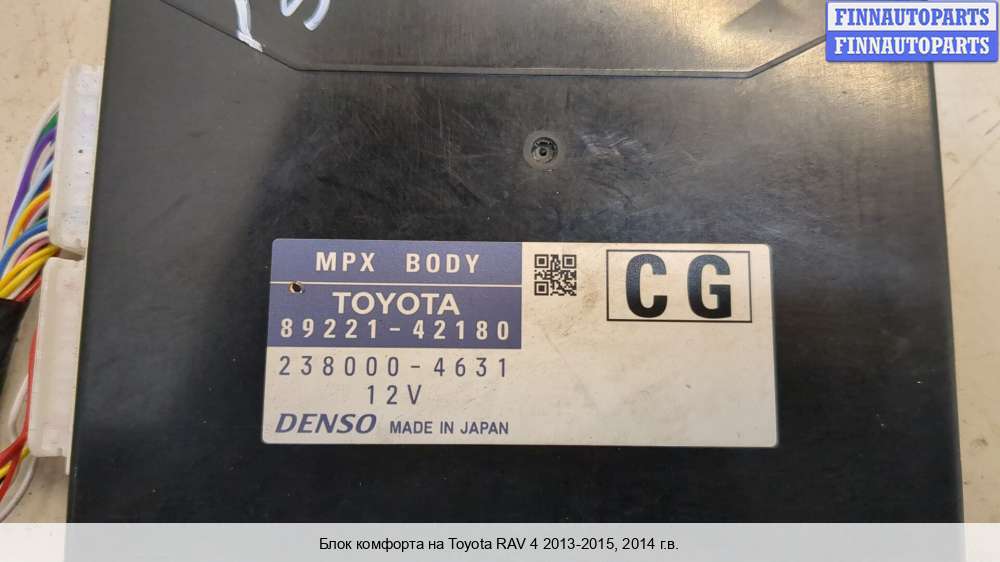 FINNAUTOPARTS
FINNAUTOPARTS
MPX BODY
TOYOTA
89221-42180
238000-4631
12V
DENSO MADE IN JAPAN
CG
Блок комфорта на Toyota RAV 4 2013-2015, 2014 г.в.